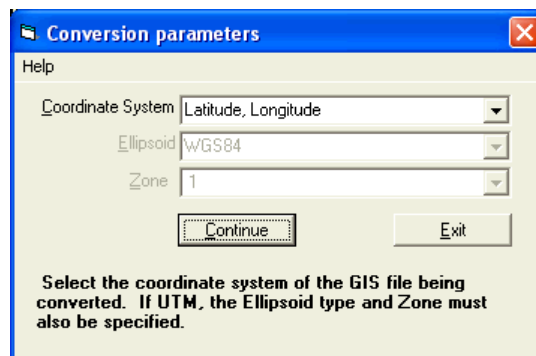 Conversion parameters
Help
Coordinate System Latitude, Longitude
Ellipsoid WGS84
Zone 1
Continue Exit
Select the coordinate system of the GIS file being
converted. If UTM, the Ellipsoid type and Zone must
also be specified.